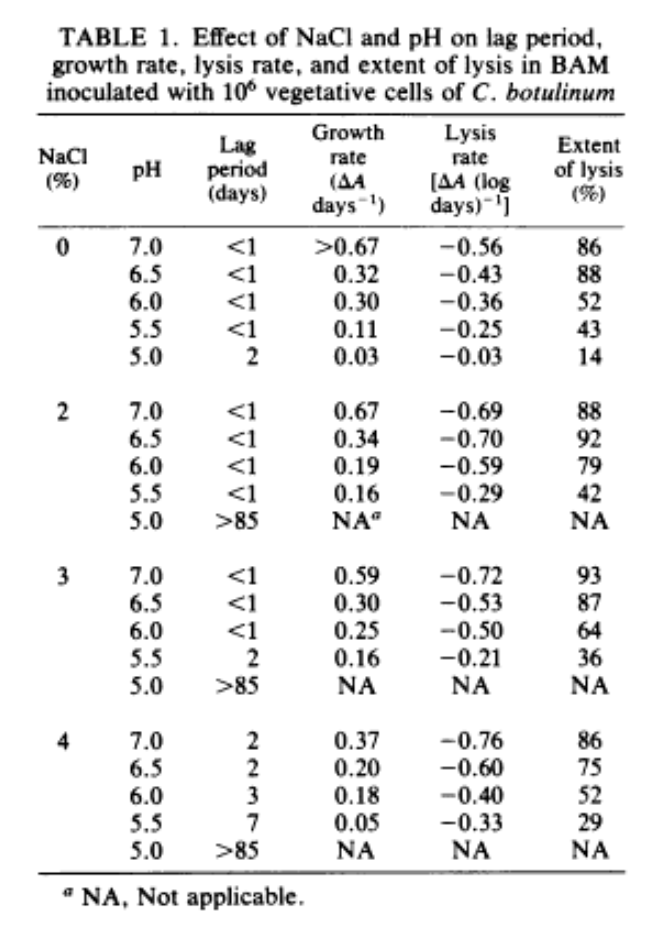 TABLE 1. Effect of NaCl and pH on lag period,
growth rate, lysis rate, and extent of lysis in BAM
inoculated with 10⁶ vegetative cells of C. botulinum
NaCl (%) pH Lag period (days) Growth rate (ΔA days⁻¹) Lysis rate [ΔA (log days)⁻¹] Extent of lysis (%)
0 7.0 <1 >0.67 −0.56 86
6.5 <1 0.32 −0.43 88
6.0 <1 0.30 −0.36 52
5.5 <1 0.11 −0.25 43
5.0 2 0.03 −0.03 14
2 7.0 <1 0.67 −0.69 88
6.5 <1 0.34 −0.70 92
6.0 <1 0.19 −0.59 79
5.5 <1 0.16 −0.29 42
5.0 >85 NAᵃ NA NA
3 7.0 <1 0.59 −0.72 93
6.5 <1 0.30 −0.53 87
6.0 <1 0.25 −0.50 64
5.5 2 0.16 −0.21 36
5.0 >85 NA NA NA
4 7.0 2 0.37 −0.76 86
6.5 2 0.20 −0.60 75
6.0 3 0.18 −0.40 52
5.5 7 0.05 −0.33 29
5.0 >85 NA NA NA
ᵃ NA, Not applicable.